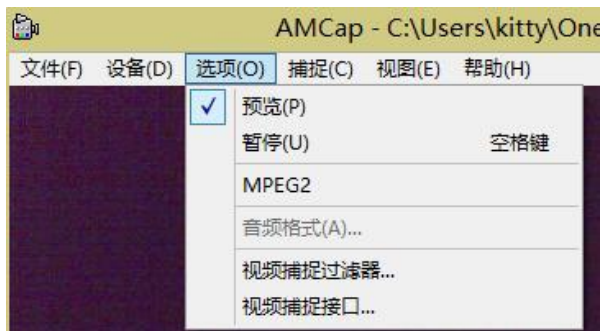 AMCap - C:\Users\kitty\One
文件(F) 设备(D) 选项(O) 捕捉(C) 视图(E) 帮助(H)
预览(P)
暂停(U) 空格键
MPEG2
音频格式(A)...
视频捕捉过滤器...
视频捕捉接口...